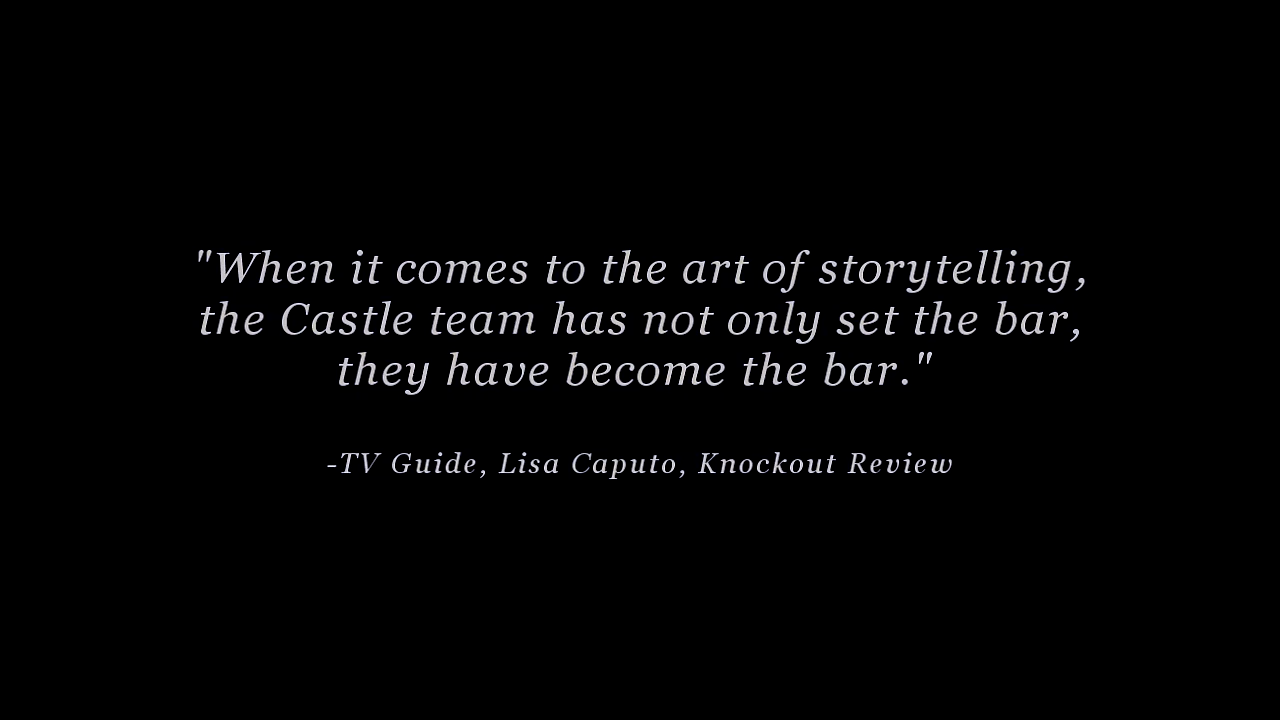 "When it comes to the art of storytelling,
the Castle team has not only set the bar,
they have become the bar."
-TV Guide, Lisa Caputo, Knockout Review